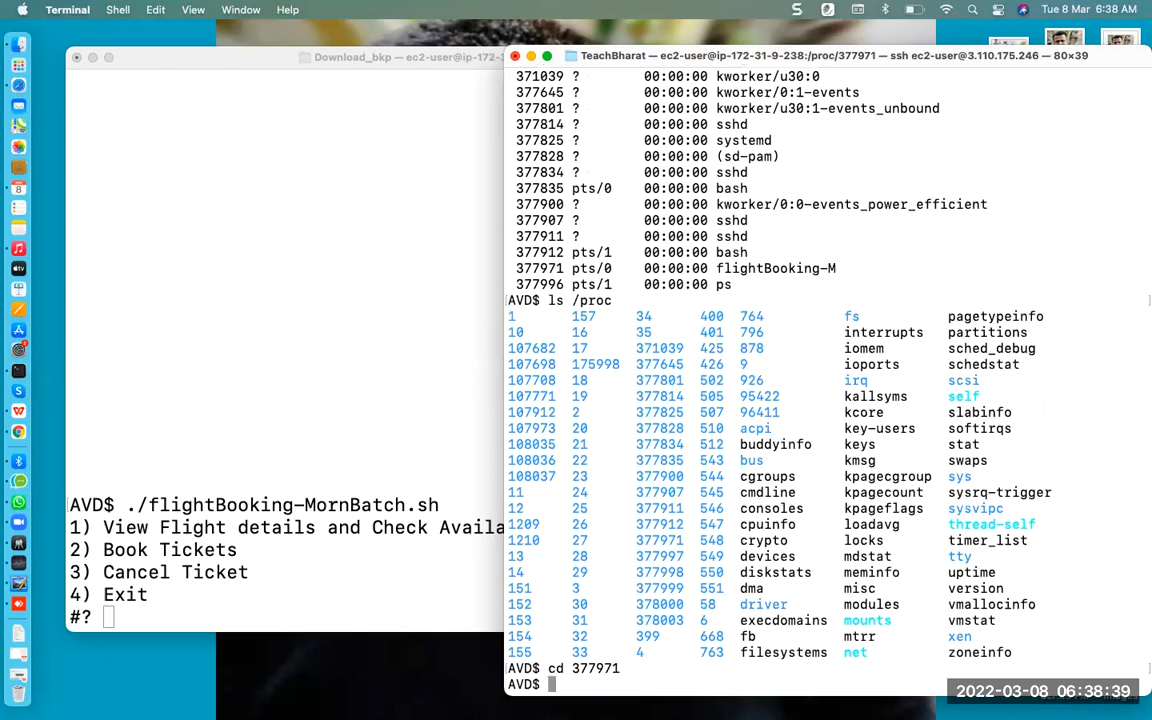 Terminal Shell Edit View Window Help Tue 8 Mar 6:38 AM
Download_bkp — ec2-user@ip-172-3
AVD$ ./flightBooking-MornBatch.sh
1) View Flight details and Check Availa
2) Book Tickets
3) Cancel Ticket
4) Exit
#?
TeachBharat — ec2-user@ip-172-31-9-238:/proc/377971 — ssh ec2-user@3.110.175.246 — 80×39
371039 ? 00:00:00 kworker/u30:0
377645 ? 00:00:00 kworker/0:1-events
377801 ? 00:00:00 kworker/u30:1-events_unbound
377814 ? 00:00:00 sshd
377825 ? 00:00:00 systemd
377828 ? 00:00:00 (sd-pam)
377834 ? 00:00:00 sshd
377835 pts/0 00:00:00 bash
377900 ? 00:00:00 kworker/0:0-events_power_efficient
377907 ? 00:00:00 sshd
377911 ? 00:00:00 sshd
377912 pts/1 00:00:00 bash
377971 pts/0 00:00:00 flightBooking-M
377996 pts/1 00:00:00 ps
AVD$ ls /proc
1 157 34 400 764 fs pagetypeinfo
10 16 35 401 796 interrupts partitions
107682 17 371039 425 878 iomem sched_debug
107698 175998 377645 426 9 ioports schedstat
107708 18 377801 502 926 irq scsi
107771 19 377814 505 95422 kallsyms self
107912 2 377825 507 96411 kcore slabinfo
107973 20 377828 510 acpi key-users softirqs
108035 21 377834 512 buddyinfo keys stat
108036 22 377835 543 bus kmsg swaps
108037 23 377900 544 cgroups kpagecgroup sys
11 24 377907 545 cmdline kpagecount sysrq-trigger
12 25 377911 546 consoles kpageflags sysvipc
1209 26 377912 547 cpuinfo loadavg thread-self
1210 27 377971 548 crypto locks timer_list
13 28 377997 549 devices mdstat tty
14 29 377998 550 diskstats meminfo uptime
151 3 377999 551 dma misc version
152 30 378000 58 driver modules vmallocinfo
153 31 378003 6 execdomains mounts vmstat
154 32 399 668 fb mtrr xen
155 33 4 763 filesystems net zoneinfo
AVD$ cd 377971
AVD$
2022-03-08 06:38:39